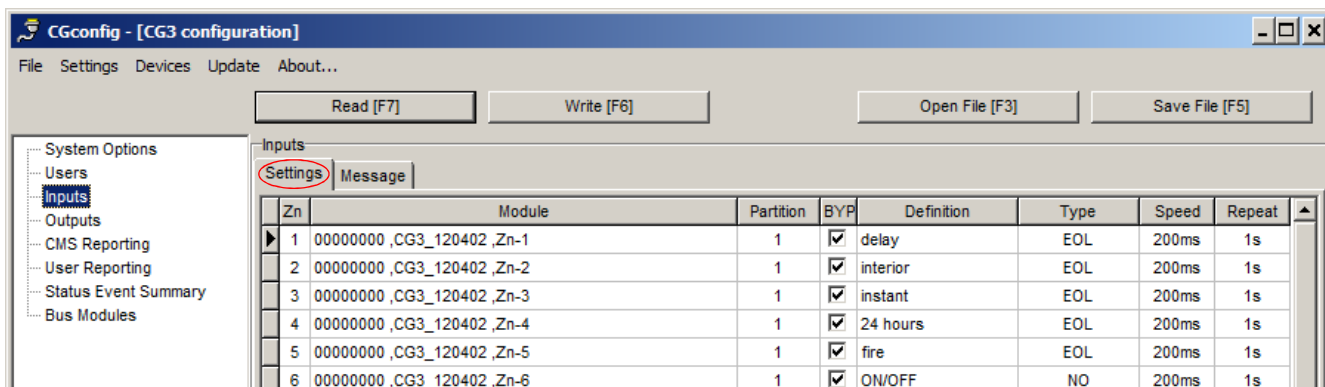 CGconfig - [CG3 configuration]
File Settings Devices Update About...
Read [F7] Write [F6] Open File [F3] Save File [F5]
System Options
Users
Inputs
Outputs
CMS Reporting
User Reporting
Status Event Summary
Bus Modules
Inputs
Settings Message
Zn Module Partition BYP Definition Type Speed Repeat
1 00000000 ,CG3_120402 ,Zn-1 1 delay EOL 200ms 1s
2 00000000 ,CG3_120402 ,Zn-2 1 interior EOL 200ms 1s
3 00000000 ,CG3_120402 ,Zn-3 1 instant EOL 200ms 1s
4 00000000 ,CG3_120402 ,Zn-4 1 24 hours EOL 200ms 1s
5 00000000 ,CG3_120402 ,Zn-5 1 fire EOL 200ms 1s
6 00000000 ,CG3_120402 ,Zn-6 1 ON/OFF NO 200ms 1s